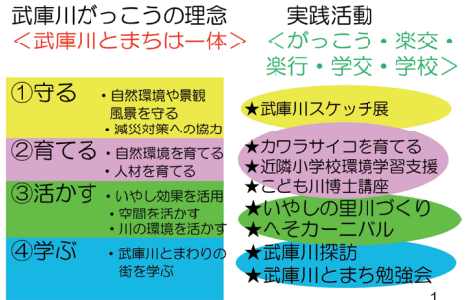 武庫川がっこうの理念
＜武庫川とまちは一体＞
実践活動
＜がっこう・楽交・
楽行・学交・学校＞
①守る
・自然環境や景観
風景を守る
・減災対策への協力
★武庫川スケッチ展
②育てる
・自然環境を育てる
・人材を育てる
★カワラサイコを育てる
★近隣小学校環境学習支援
★こども川博士講座
③活かす
・いやし効果を活用
・空間を活かす
・川の環境を活かす
★いやしの里川づくり
★へそカーニバル
④学ぶ
・武庫川とまわりの
街を学ぶ
★武庫川探訪
★武庫川とまち勉強会
1